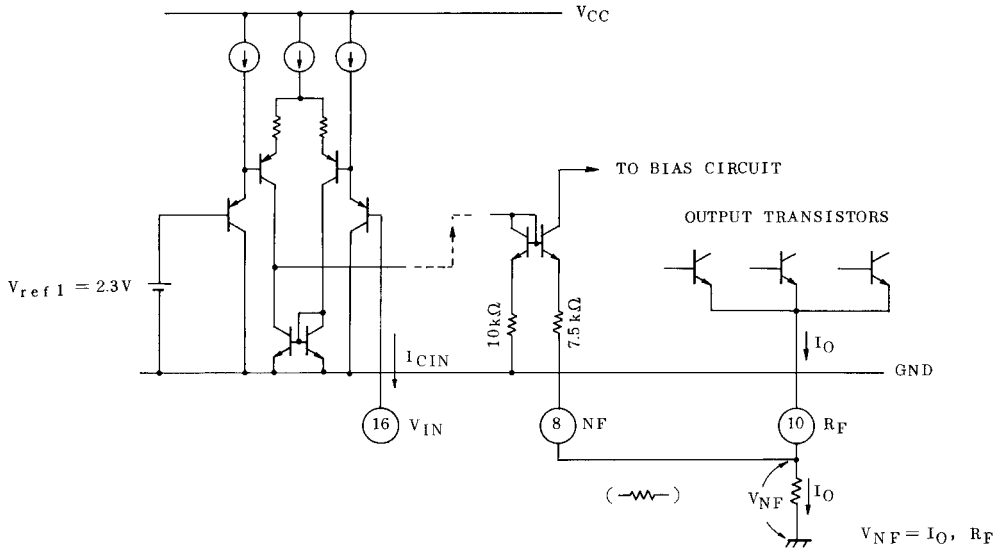 VCC
TO BIAS CIRCUIT
OUTPUT TRANSISTORS
Vref1 = 2.3V
10kΩ
7.5kΩ
ICIN
IO
GND
16
VIN
8
NF
10
RF
( )
VNF
IO
VNF = IO, RF